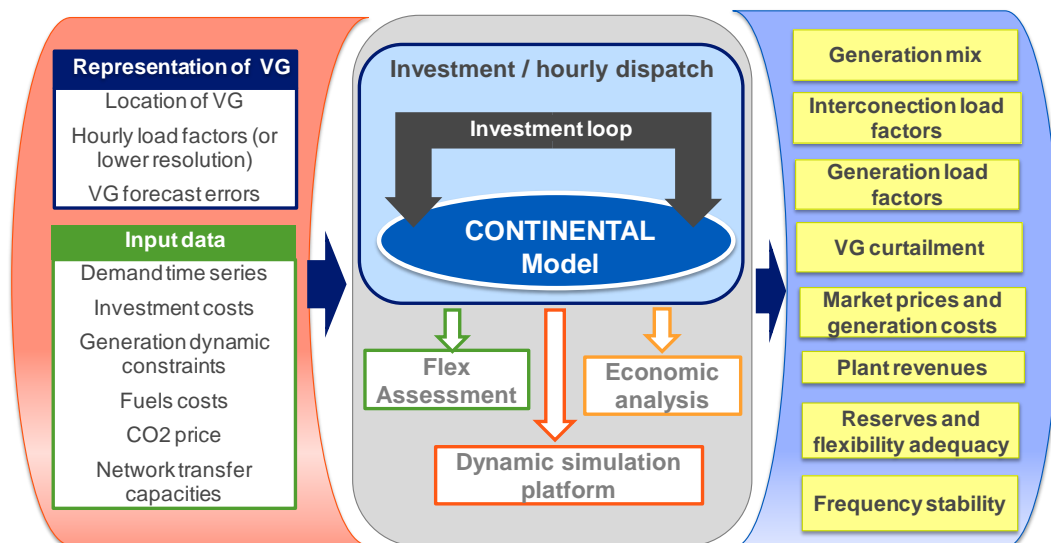 Representation of VG
Location of VG
Hourly load factors (or
lower resolution)
VG forecast errors
Input data
Demand time series
Investment costs
Generation dynamic
constraints
Fuels costs
CO2 price
Network transfer
capacities
Investment / hourly dispatch
Investment loop
CONTINENTAL
Model
Flex
Assessment
Economic
analysis
Dynamic simulation
platform
Generation mix
Interconection load
factors
Generation load
factors
VG curtailment
Market prices and
generation costs
Plant revenues
Reserves and
flexibility adequacy
Frequency stability